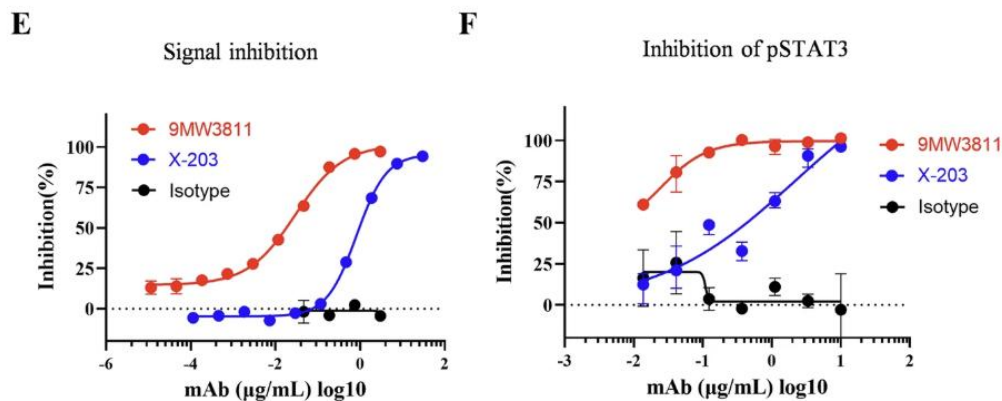 E
Signal inhibition
Inhibition(%)
100
75
50
25
0
9MW3811
X-203
Isotype
-6
-4
-2
0
2
mAb (μg/mL) log10
F
Inhibition of pSTAT3
Inhibition(%)
100
75
50
25
0
9MW3811
X-203
Isotype
-3
-2
-1
0
1
2
mAb (μg/mL) log10